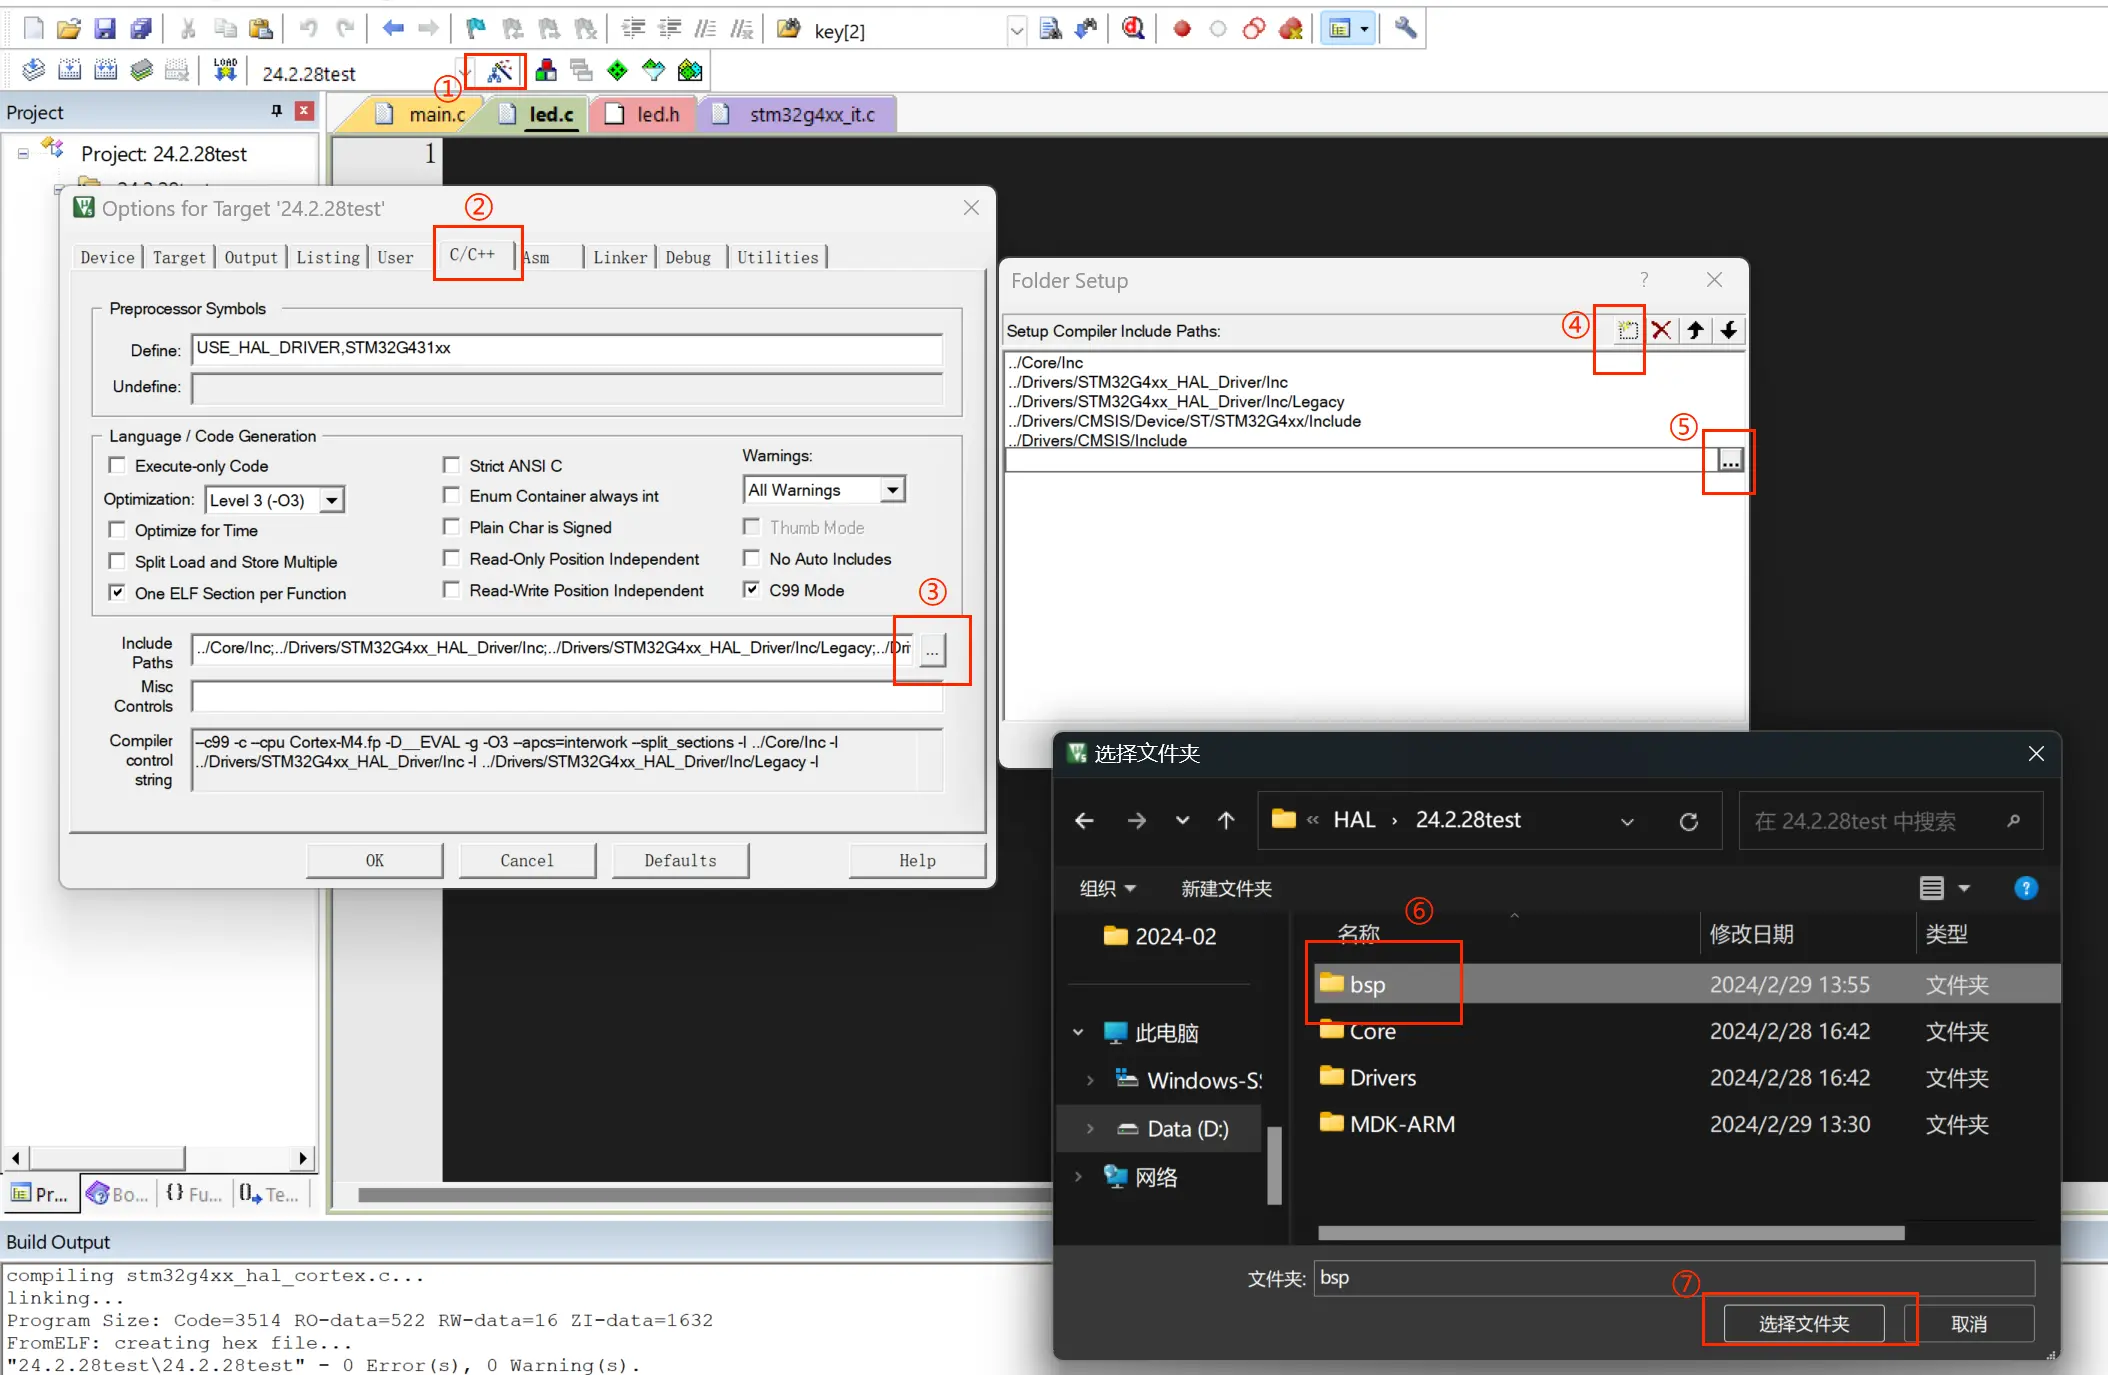 key[2]
LOAD
24.2.28test
①
Project
main.c
led.c
led.h
stm32g4xx_it.c
Project: 24.2.28test
1
Options for Target '24.2.28test'
②
Device
Target
Output
Listing
User
C/C++
Asm
Linker
Debug
Utilities
Preprocessor Symbols
Define: USE_HAL_DRIVER,STM32G431xx
Undefine:
Language / Code Generation
Execute-only Code
Optimization: Level 3 (-O3)
Optimize for Time
Split Load and Store Multiple
One ELF Section per Function
Strict ANSI C
Enum Container always int
Plain Char is Signed
Read-Only Position Independent
Read-Write Position Independent
Warnings:
All Warnings
Thumb Mode
No Auto Includes
C99 Mode
③
Include
Paths
../Core/Inc;../Drivers/STM32G4xx_HAL_Driver/Inc;../Drivers/STM32G4xx_HAL_Driver/Inc/Legacy;../Dri
...
Misc
Controls
Compiler
control
string
--c99 -c --cpu Cortex-M4.fp -D__EVAL -g -O3 --apcs=interwork --split_sections -I ../Core/Inc -I
../Drivers/STM32G4xx_HAL_Driver/Inc -I ../Drivers/STM32G4xx_HAL_Driver/Inc/Legacy -I
OK
Cancel
Defaults
Help
Folder Setup
?
Setup Compiler Include Paths:
④
../Core/Inc
../Drivers/STM32G4xx_HAL_Driver/Inc
../Drivers/STM32G4xx_HAL_Driver/Inc/Legacy
../Drivers/CMSIS/Device/ST/STM32G4xx/Include
../Drivers/CMSIS/Include
⑤
...
选择文件夹
« HAL › 24.2.28test
在 24.2.28test 中搜索
组织
新建文件夹
?
2024-02
此电脑
Windows-SS
Data (D:)
网络
⑥
名称
修改日期
类型
bsp
2024/2/29 13:55
文件夹
Core
2024/2/28 16:42
文件夹
Drivers
2024/2/28 16:42
文件夹
MDK-ARM
2024/2/29 13:30
文件夹
文件夹: bsp
⑦
选择文件夹
取消
Pr...
Bo...
{} Fu...
Te...
Build Output
compiling stm32g4xx_hal_cortex.c...
linking...
Program Size: Code=3514 RO-data=522 RW-data=16 ZI-data=1632
FromELF: creating hex file...
"24.2.28test\24.2.28test" - 0 Error(s), 0 Warning(s).